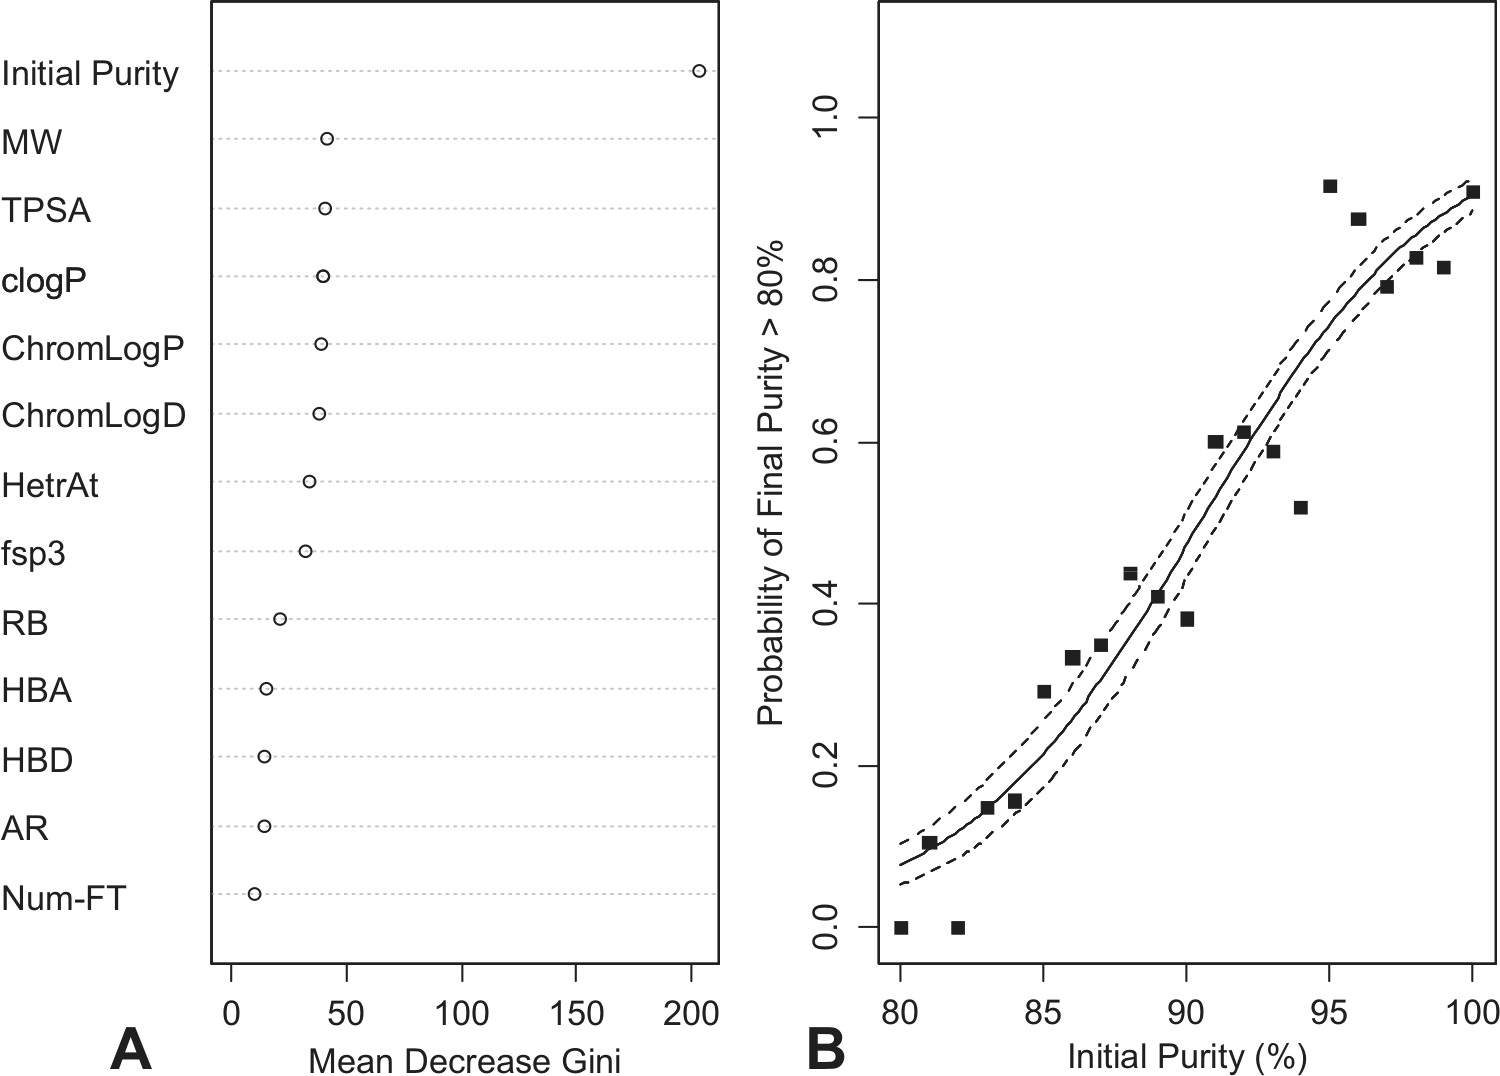 Initial Purity
MW
TPSA
clogP
ChromLogP
ChromLogD
HetrAt
fsp3
RB
HBA
HBD
AR
Num-FT
0 50 100 150 200
Mean Decrease Gini
A
Probability of Final Purity > 80%
1.0
0.8
0.6
0.4
0.2
0.0
80 85 90 95 100
Initial Purity (%)
B